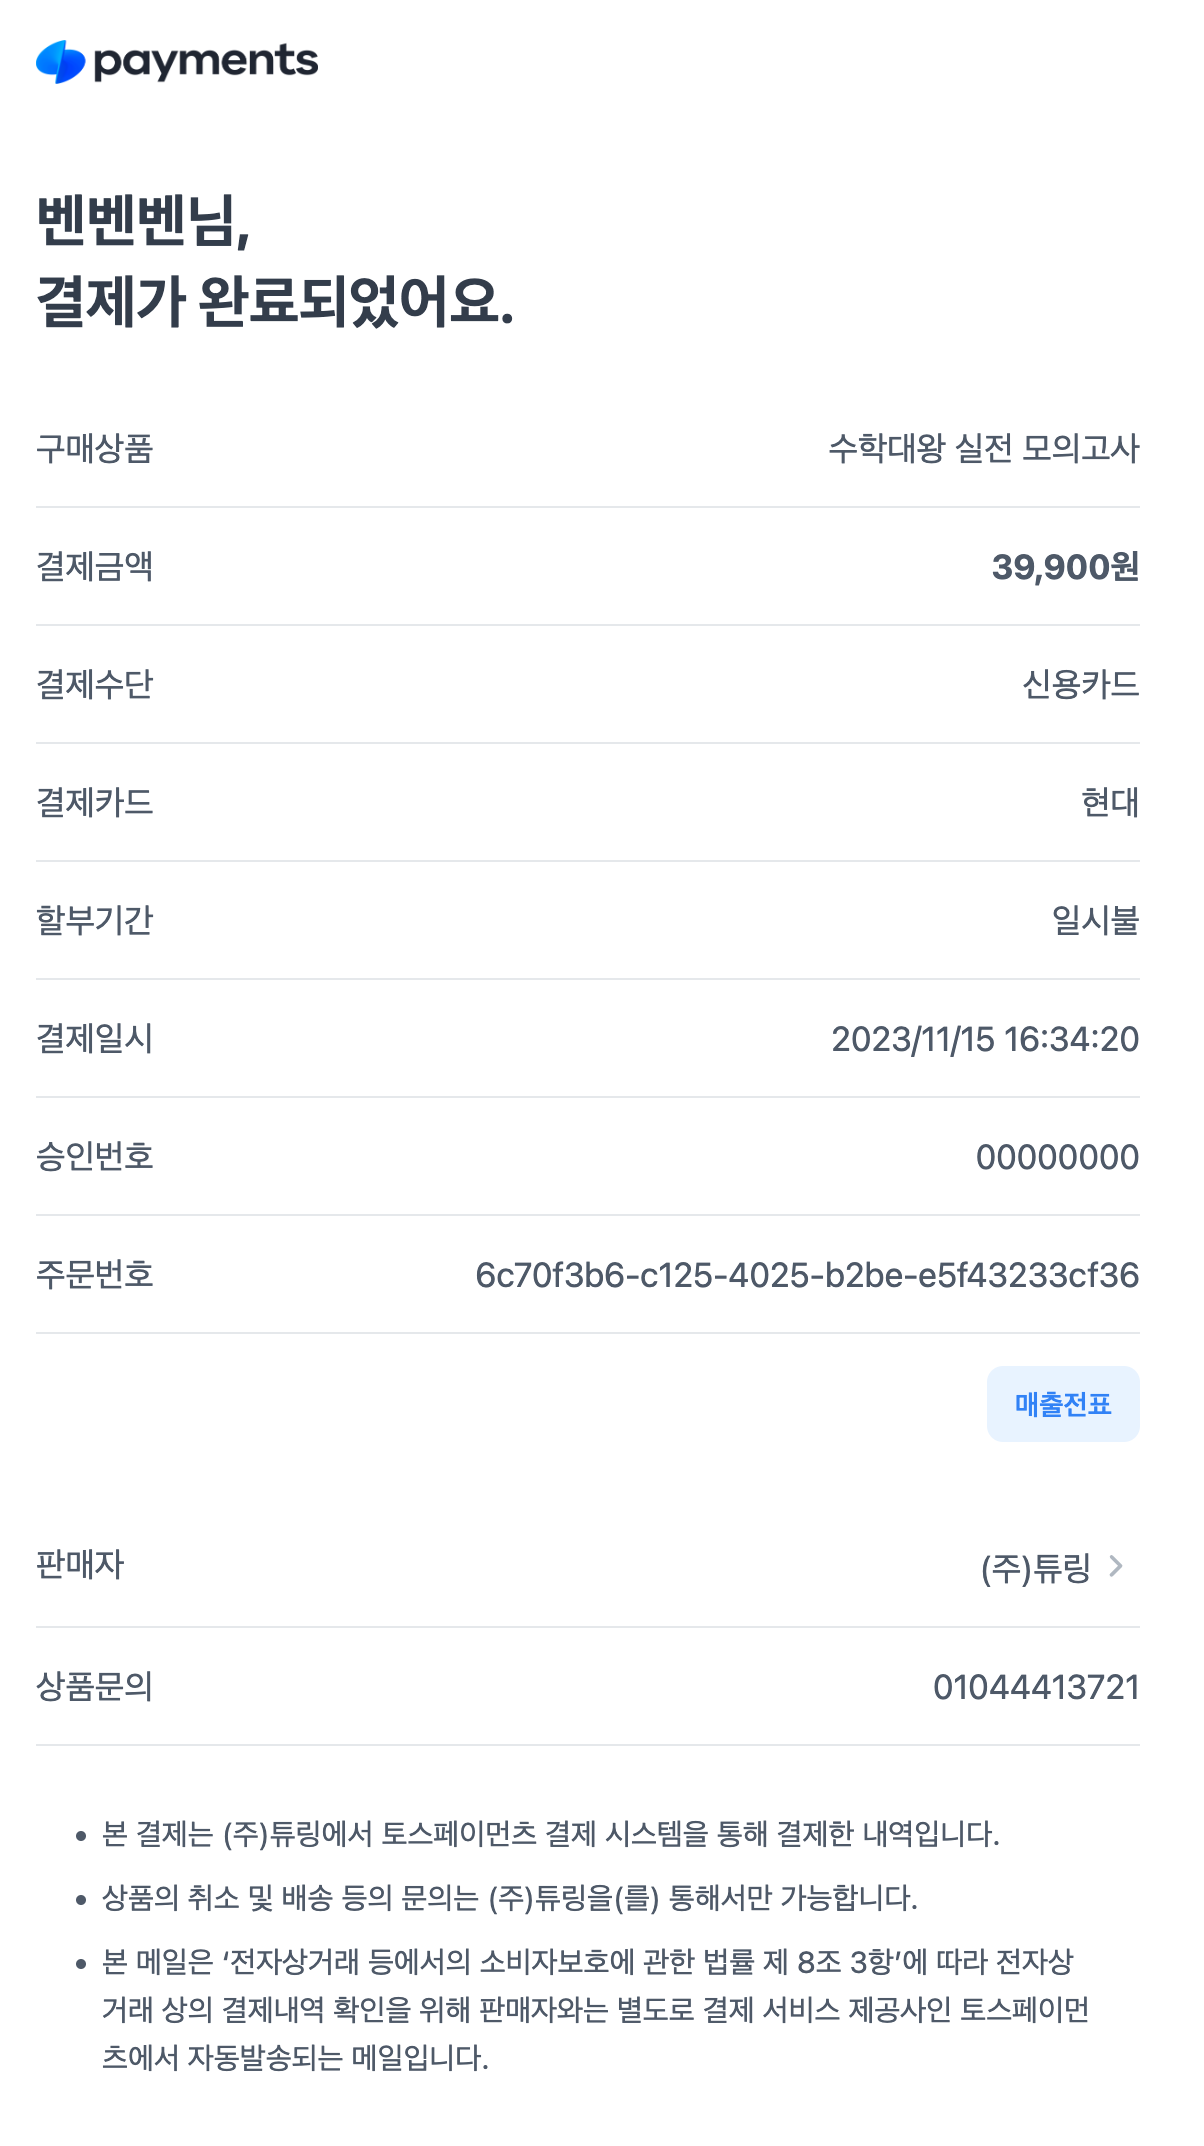 payments
벤벤벤님,
결제가 완료되었어요.
구매상품 수학대왕 실전 모의고사
결제금액 39,900원
결제수단 신용카드
결제카드 현대
할부기간 일시불
결제일시 2023/11/15 16:34:20
승인번호 00000000
주문번호 6c70f3b6-c125-4025-b2be-e5f43233cf36
매출전표
판매자 (주)튜링
상품문의 01044413721
• 본 결제는 (주)튜링에서 토스페이먼츠 결제 시스템을 통해 결제한 내역입니다.
• 상품의 취소 및 배송 등의 문의는 (주)튜링을(를) 통해서만 가능합니다.
• 본 메일은 ‘전자상거래 등에서의 소비자보호에 관한 법률 제 8조 3항’에 따라 전자상
거래 상의 결제내역 확인을 위해 판매자와는 별도로 결제 서비스 제공사인 토스페이먼
츠에서 자동발송되는 메일입니다.